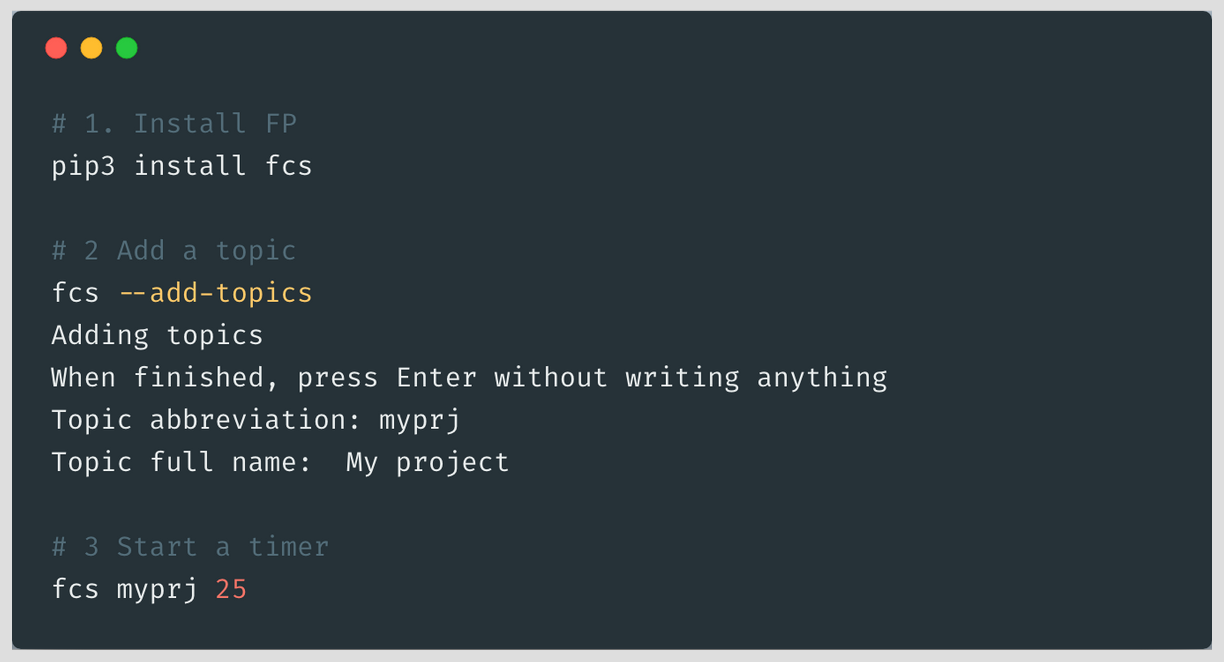 # 1. Install FP
pip3 install fcs
# 2 Add a topic
fcs --add-topics
Adding topics
When finished, press Enter without writing anything
Topic abbreviation: myprj
Topic full name:  My project
# 3 Start a timer
fcs myprj 25